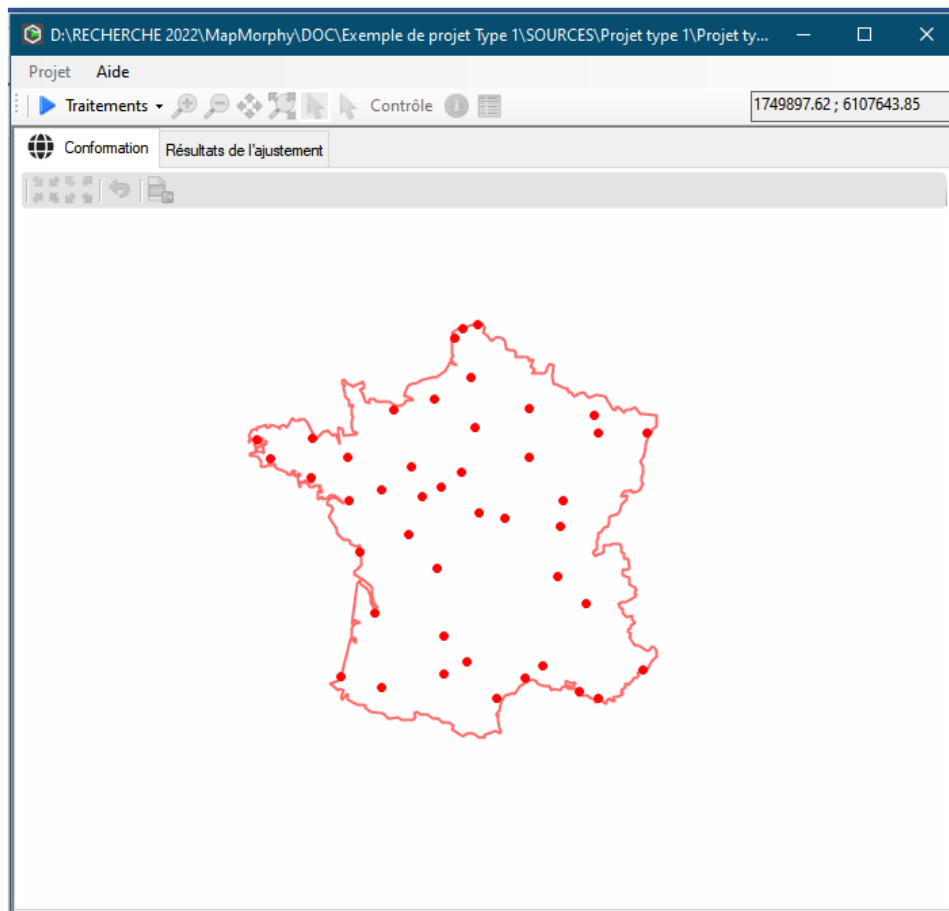 D:\RECHERCHE 2022\MapMorphy\DOC\Exemple de projet Type 1\SOURCES\Projet type 1\Projet ty...
Projet Aide
Traitements Contrôle 1749897.62 ; 6107643.85
Conformation Résultats de l'ajustement